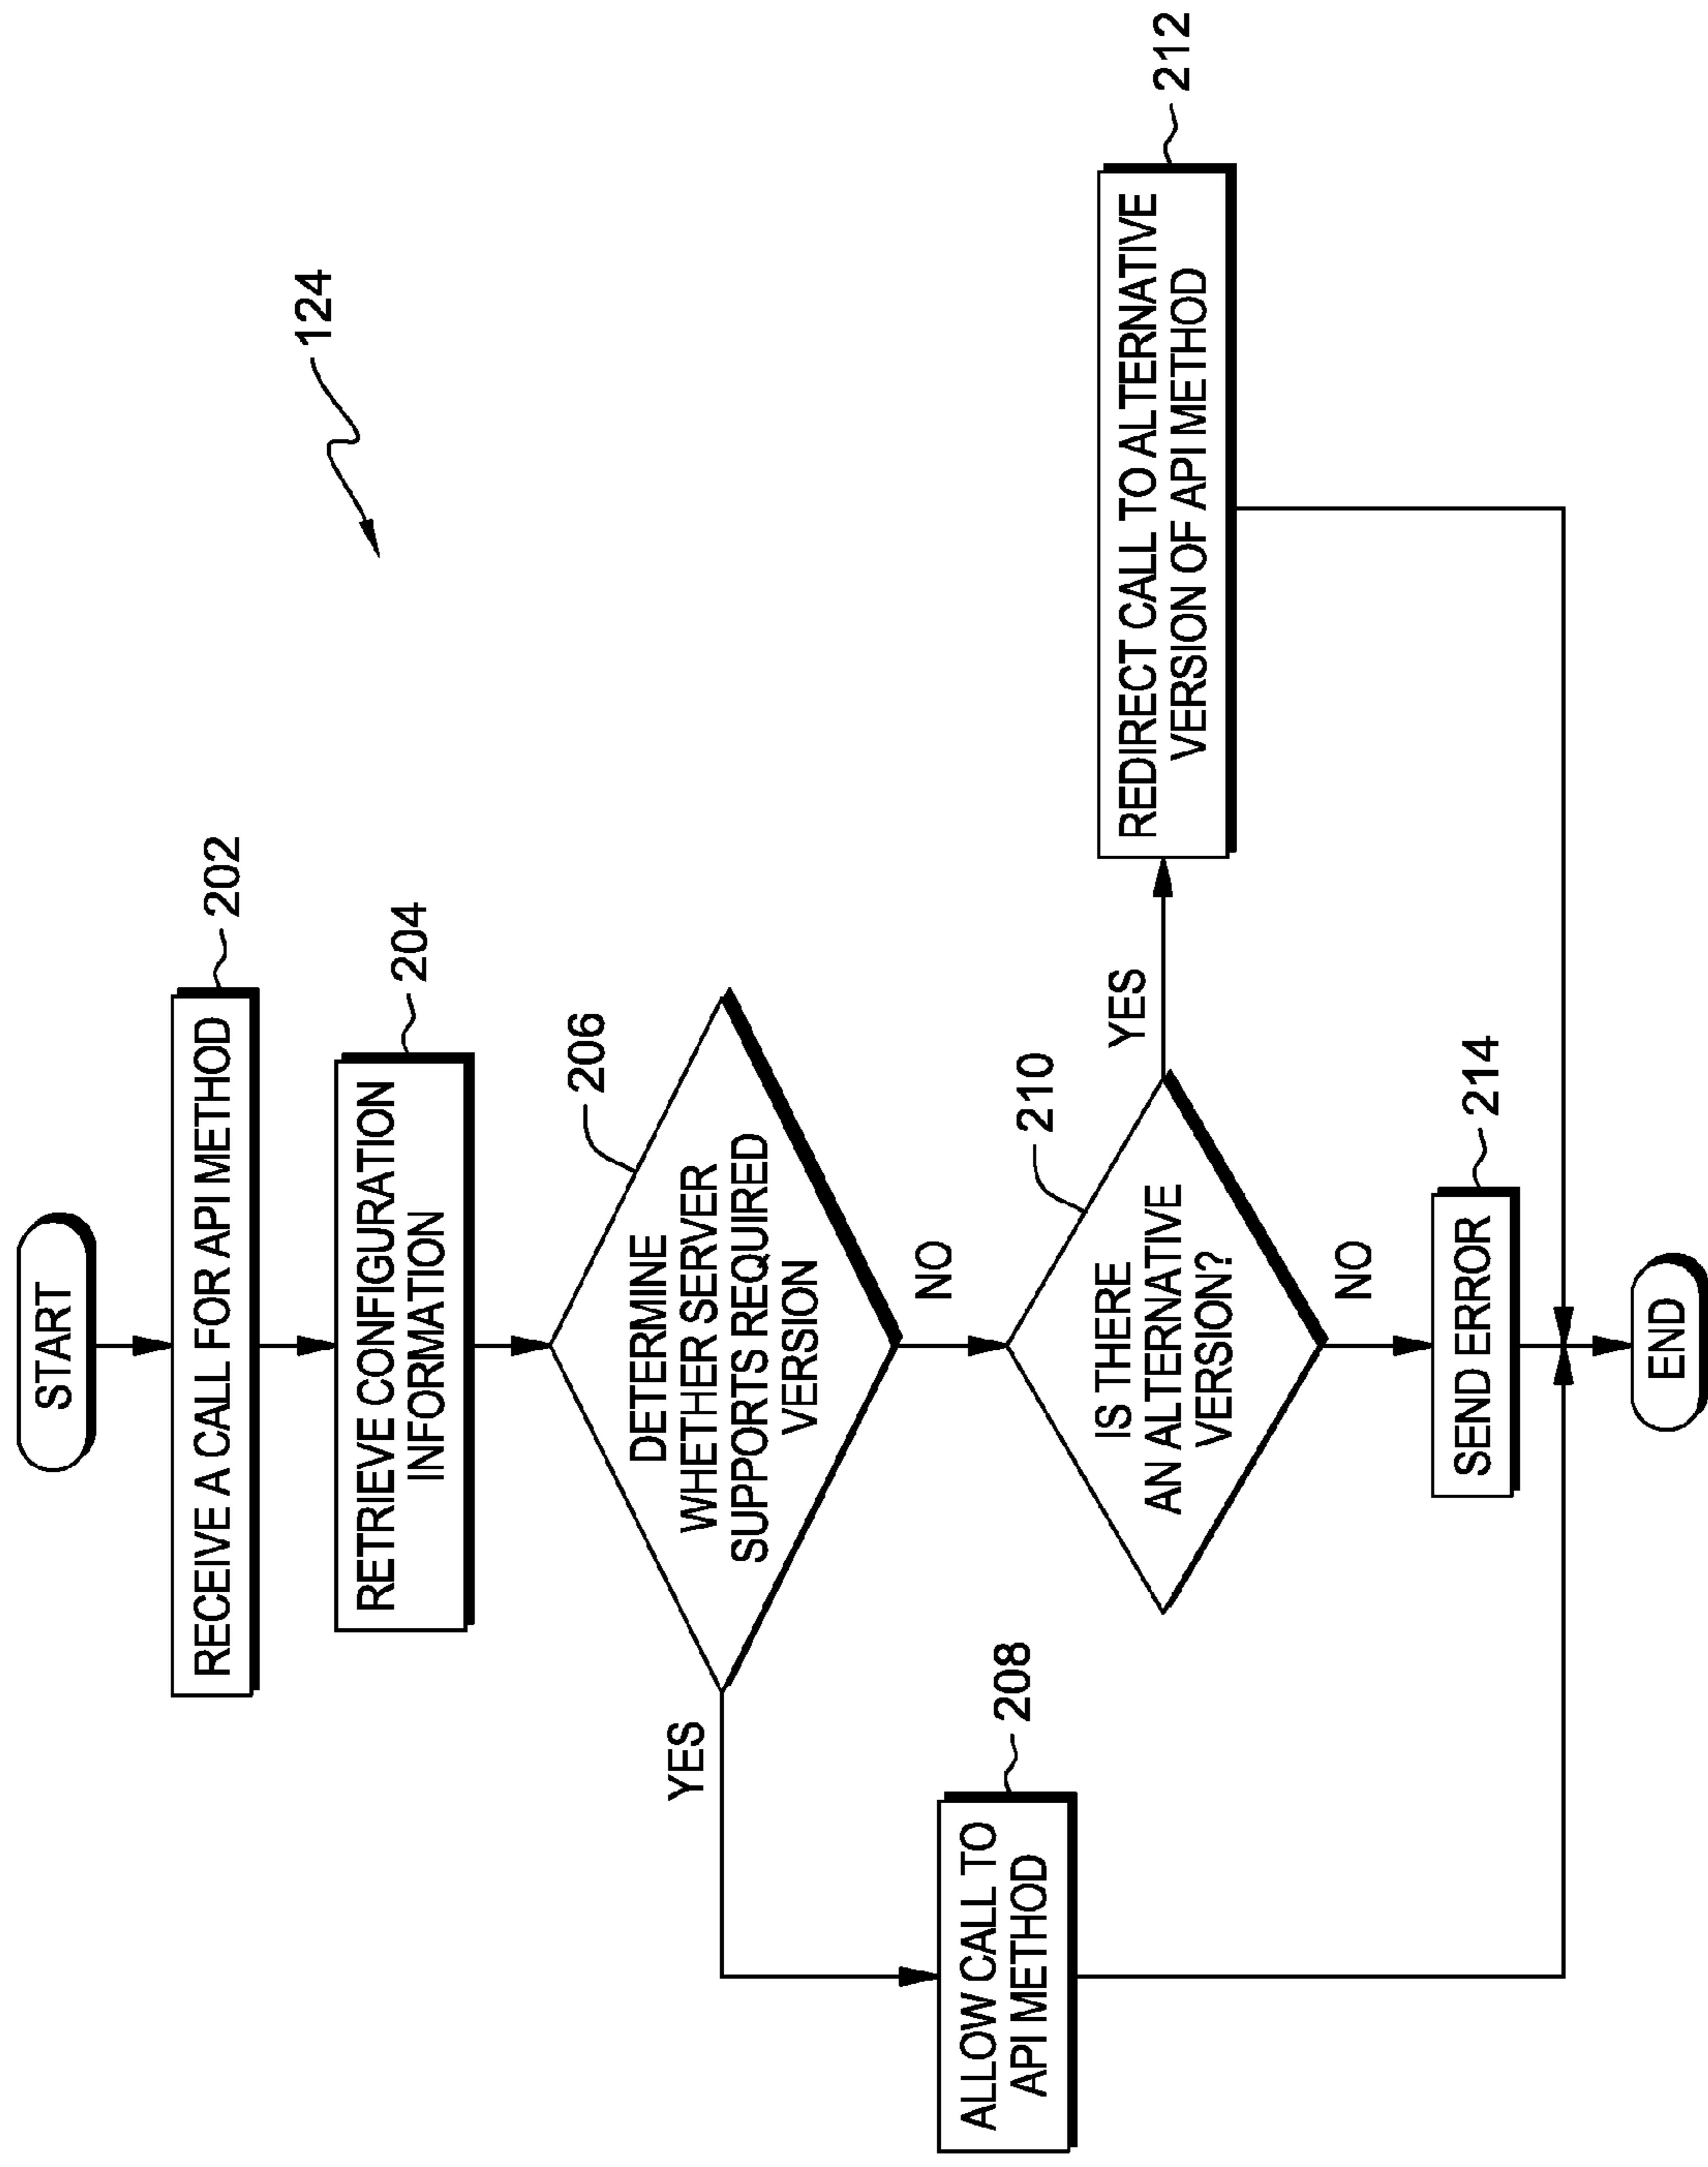 START
124
RECEIVE A CALL FOR API METHOD
202
RETRIEVE CONFIGURATION
INFORMATION
204
DETERMINE
WHETHER SERVER
SUPPORTS REQUIRED
VERSION
206
YES
NO
ALLOW CALL TO
API METHOD
208
IS THERE
AN ALTERNATIVE
VERSION?
210
YES
REDIRECT CALL TO ALTERNATIVE
VERSION OF API METHOD
212
NO
SEND ERROR
214
END